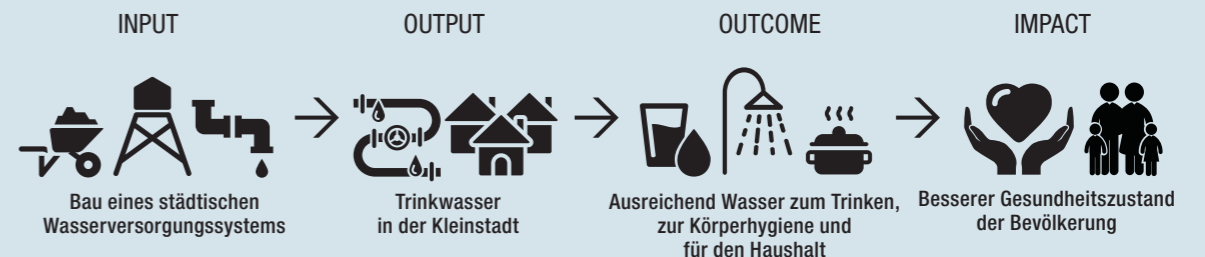 INPUT
OUTPUT
OUTCOME
IMPACT
Bau eines städtischen
Wasserversorgungssystems
Trinkwasser
in der Kleinstadt
Ausreichend Wasser zum Trinken,
zur Körperhygiene und
für den Haushalt
Besserer Gesundheitszustand
der Bevölkerung